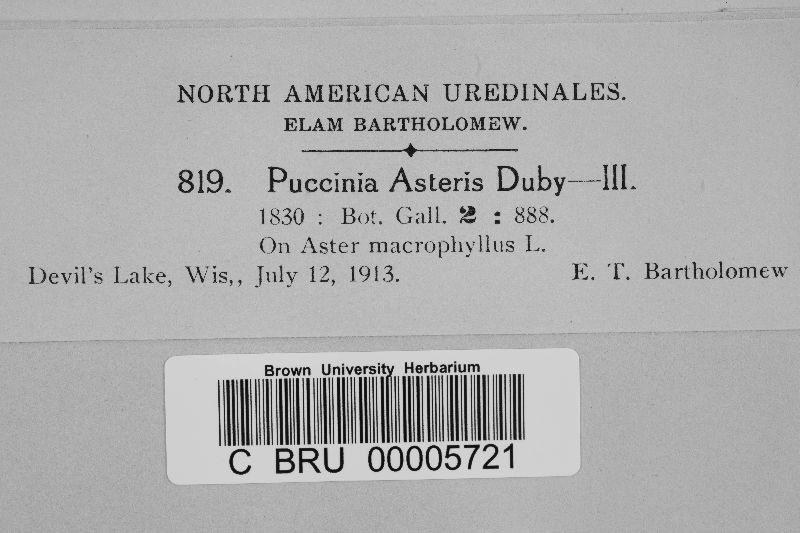 NORTH AMERICAN UREDINALES.
ELAM BARTHOLOMEW.
819. Puccinia Asteris Duby—III.
1830 : Bot. Gall. 2 : 888.
On Aster macrophyllus L.
Devil's Lake, Wis,, July 12, 1913. E. T. Bartholomew
Brown University Herbarium
C BRU 00005721